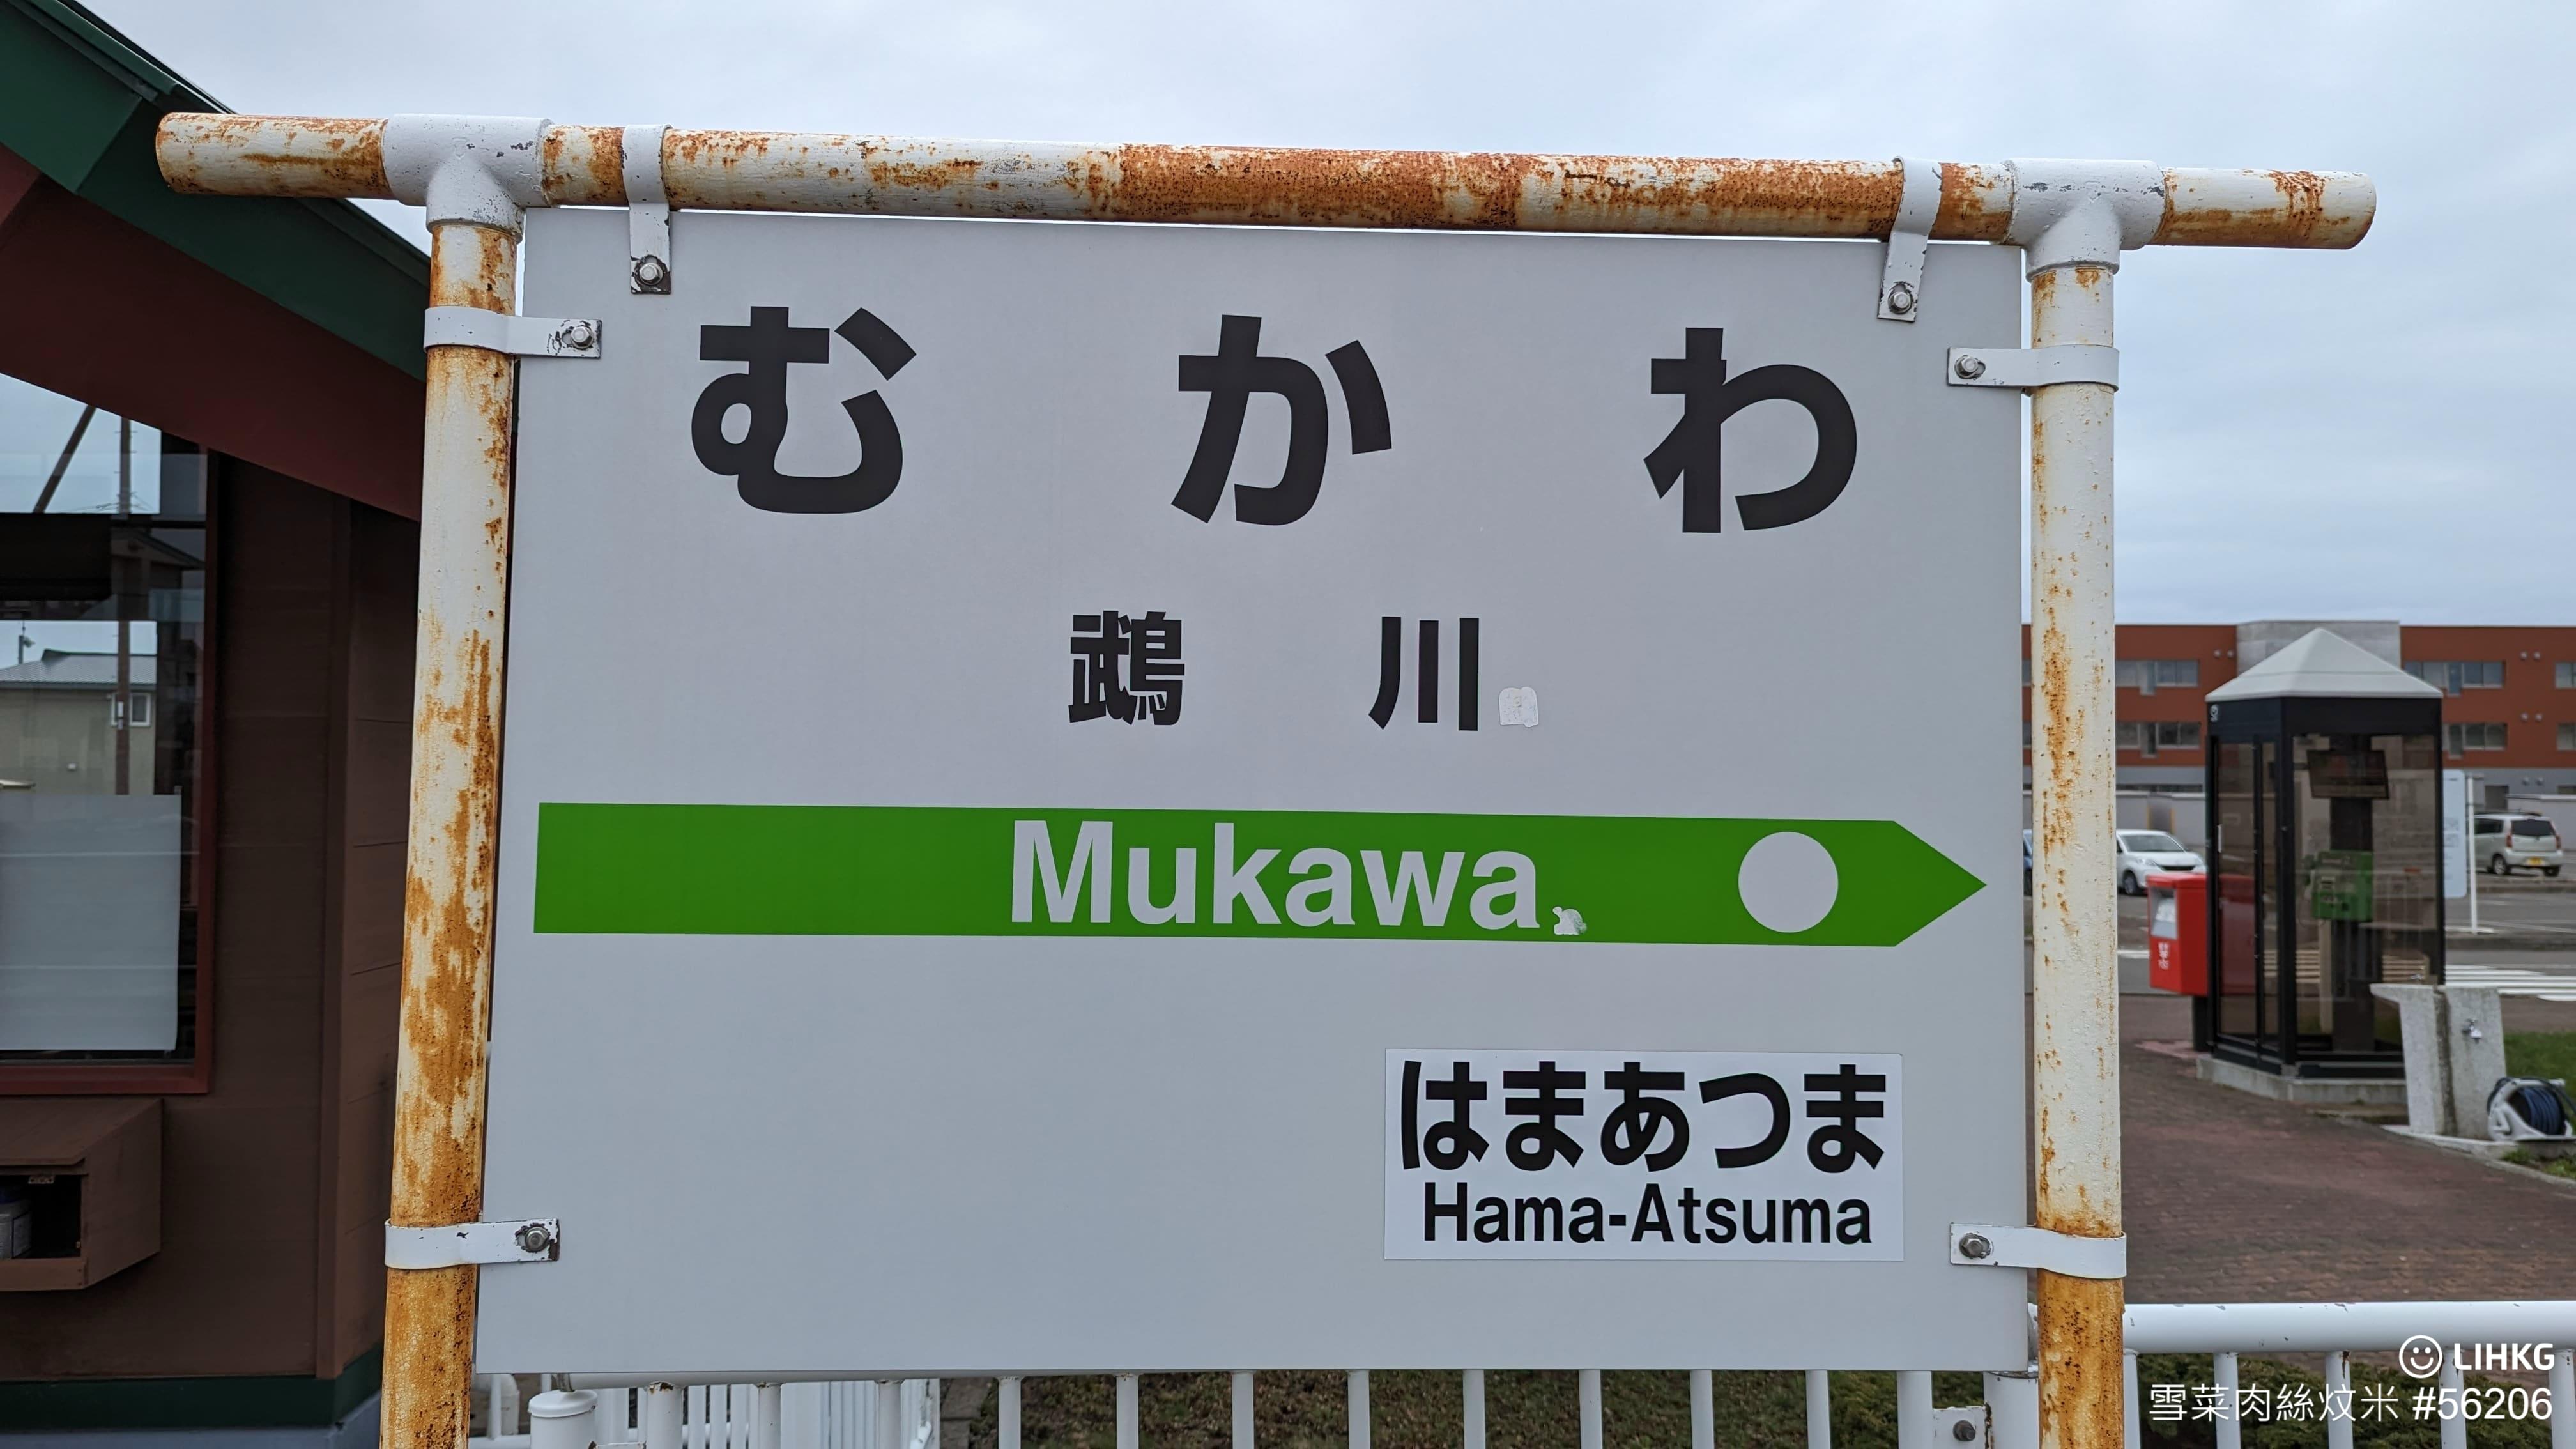 むかわ
鵡川
Mukawa
はまあつま
Hama-Atsuma
LIHKG
雪菜肉絲炆米 #56206